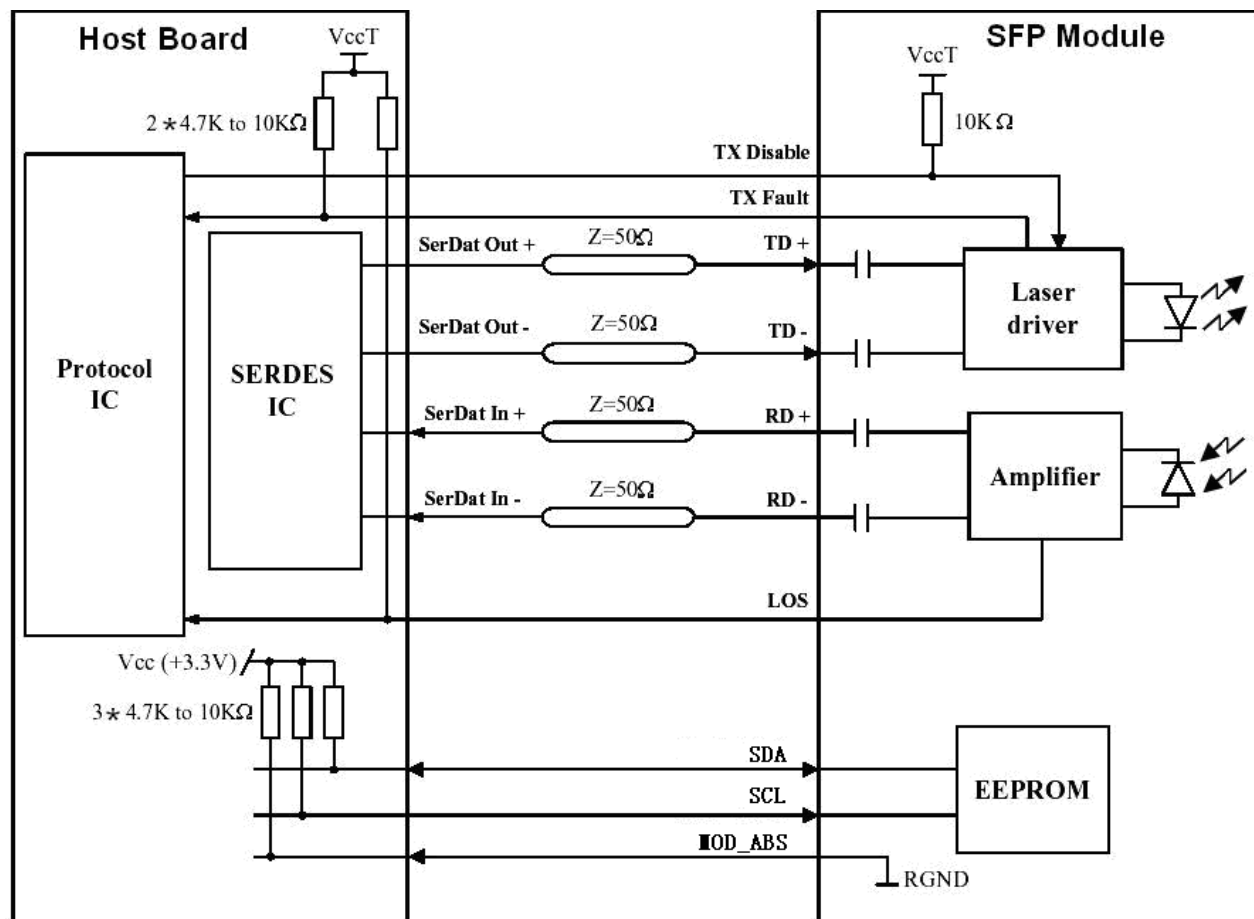 Host Board
SFP Module
VccT
VccT
2*4.7K to 10KΩ
10KΩ
TX Disable
TX Fault
SerDat Out +
Z=50Ω
TD +
Laser driver
SerDat Out -
Z=50Ω
TD -
Protocol IC
SERDES IC
SerDat In +
Z=50Ω
RD +
Amplifier
SerDat In -
Z=50Ω
RD -
LOS
Vcc (+3.3V)
3*4.7K to 10KΩ
SDA
EEPROM
SCL
MOD_ABS
RGND